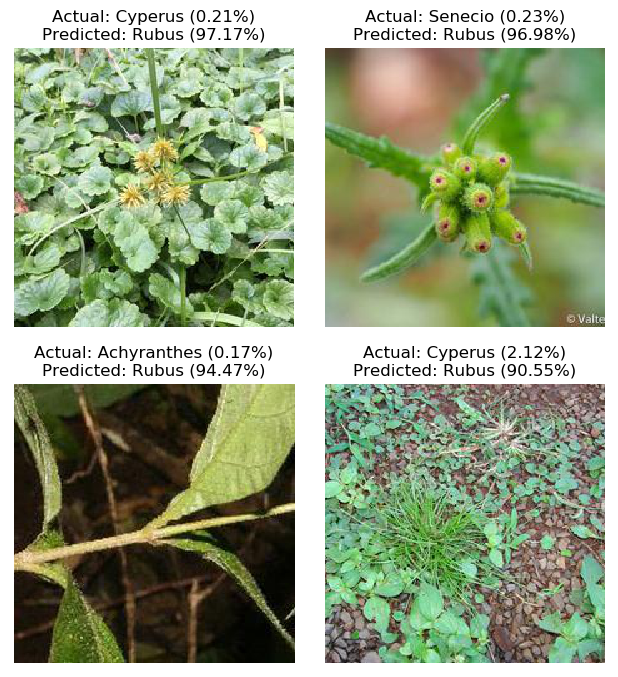 Actual: Cyperus (0.21%)
Predicted: Rubus (97.17%)
Actual: Senecio (0.23%)
Predicted: Rubus (96.98%)
© Valte
Actual: Achyranthes (0.17%)
Predicted: Rubus (94.47%)
Actual: Cyperus (2.12%)
Predicted: Rubus (90.55%)